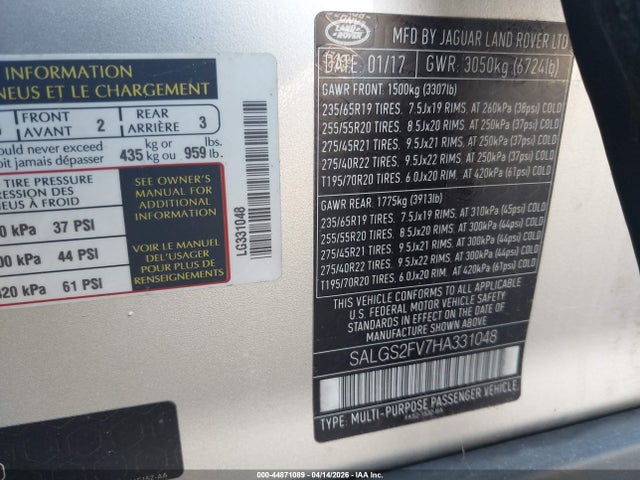 INFORMATION
NEUS ET LE CHARGEMENT
FRONT AVANT 2 REAR ARRIÈRE 3
ould never exceed
oit jamais dépasser 435 kg or kg ou 959 lbs. lb.
TIRE PRESSURE
PRESSION DES
NEUS À FROID
0 kPa 37 PSI
00 kPa 44 PSI
420 kPa 61 PSI
SEE OWNER'S
MANUAL FOR
ADDITIONAL
INFORMATION
VOIR LE MANUEL
DE L'USAGER
POUR PLUS DE
RENSEIGNEMENTS
LG331048
LAND ROVER
MFD BY JAGUAR LAND ROVER LTD
DATE: 01/17 GWR: 3050kg (6724lb)
GAWR FRONT: 1500kg (3307lb)
235/65R19 TIRES. 7.5Jx19 RIMS. AT 260kPa (38psi) COLD
255/55R20 TIRES. 8.5Jx20 RIMS. AT 250kPa (37psi) COLD
275/45R21 TIRES. 9.5Jx21 RIMS. AT 250kPa (37psi) COLD
275/40R22 TIRES. 9.5Jx22 RIMS. AT 250kPa (37psi) COLD
T195/70R20 TIRES. 6.0Jx20 RIMS. AT 420kPa (61psi) COLD
GAWR REAR: 1775kg (3913lb)
235/65R19 TIRES. 7.5Jx19 RIMS. AT 310kPa (45psi) COLD
255/55R20 TIRES. 8.5Jx20 RIMS. AT 300kPa (44psi) COLD
275/45R21 TIRES. 9.5Jx21 RIMS. AT 300kPa (44psi) COLD
275/40R22 TIRES. 9.5Jx22 RIMS. AT 300kPa (44psi) COLD
T195/70R20 TIRES. 6.0Jx20 RIM. AT 420kPa (61psi) COLD
THIS VEHICLE CONFORMS TO ALL APPLICABLE
U.S. FEDERAL MOTOR VEHICLE SAFETY
STANDARDS IN EFFECT ON THE DATE OF
MANUFACTURE SHOWN ABOVE.
SALGS2FV7HA331048
TYPE: MULTI-PURPOSE PASSENGER VEHICLE
000-44871089 - 04/14/2026 - IAAI. COM